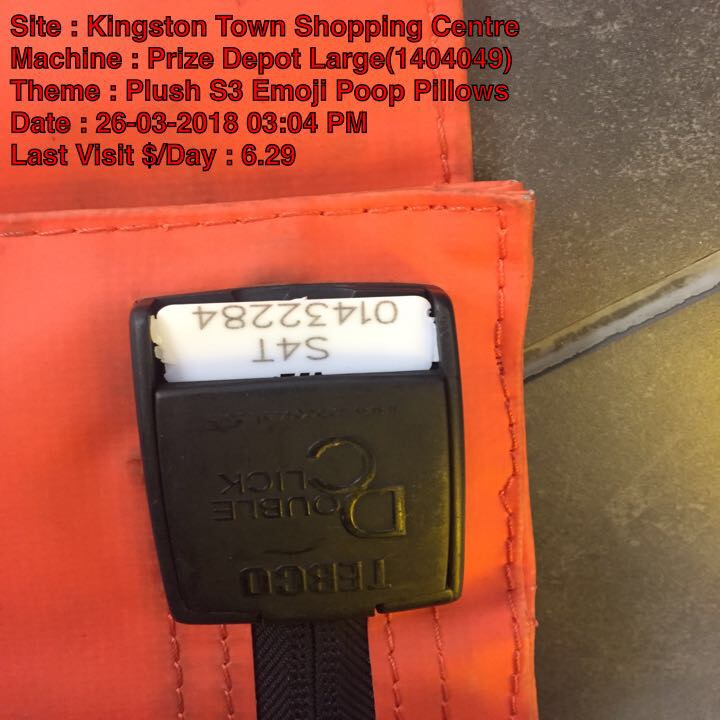 Site : Kingston Town Shopping Centre
Machine : Prize Depot Large(1404049)
Theme : Plush S3 Emoji Poop Pillows
Date : 26-03-2018 03:04 PM
Last Visit $/Day : 6.29
TEBCO
DOUBLE
CLICK
S4T
01432284